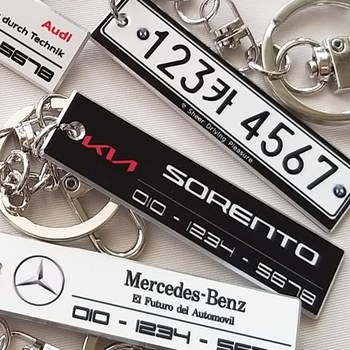 Audi
durch Technik
5678
123카 4567
Sheer Driving Pleasure
KIA SORENTO
010 - 1234 - 5678
Mercedes-Benz
El Futuro del Automovil
010 - 1234 - 5678